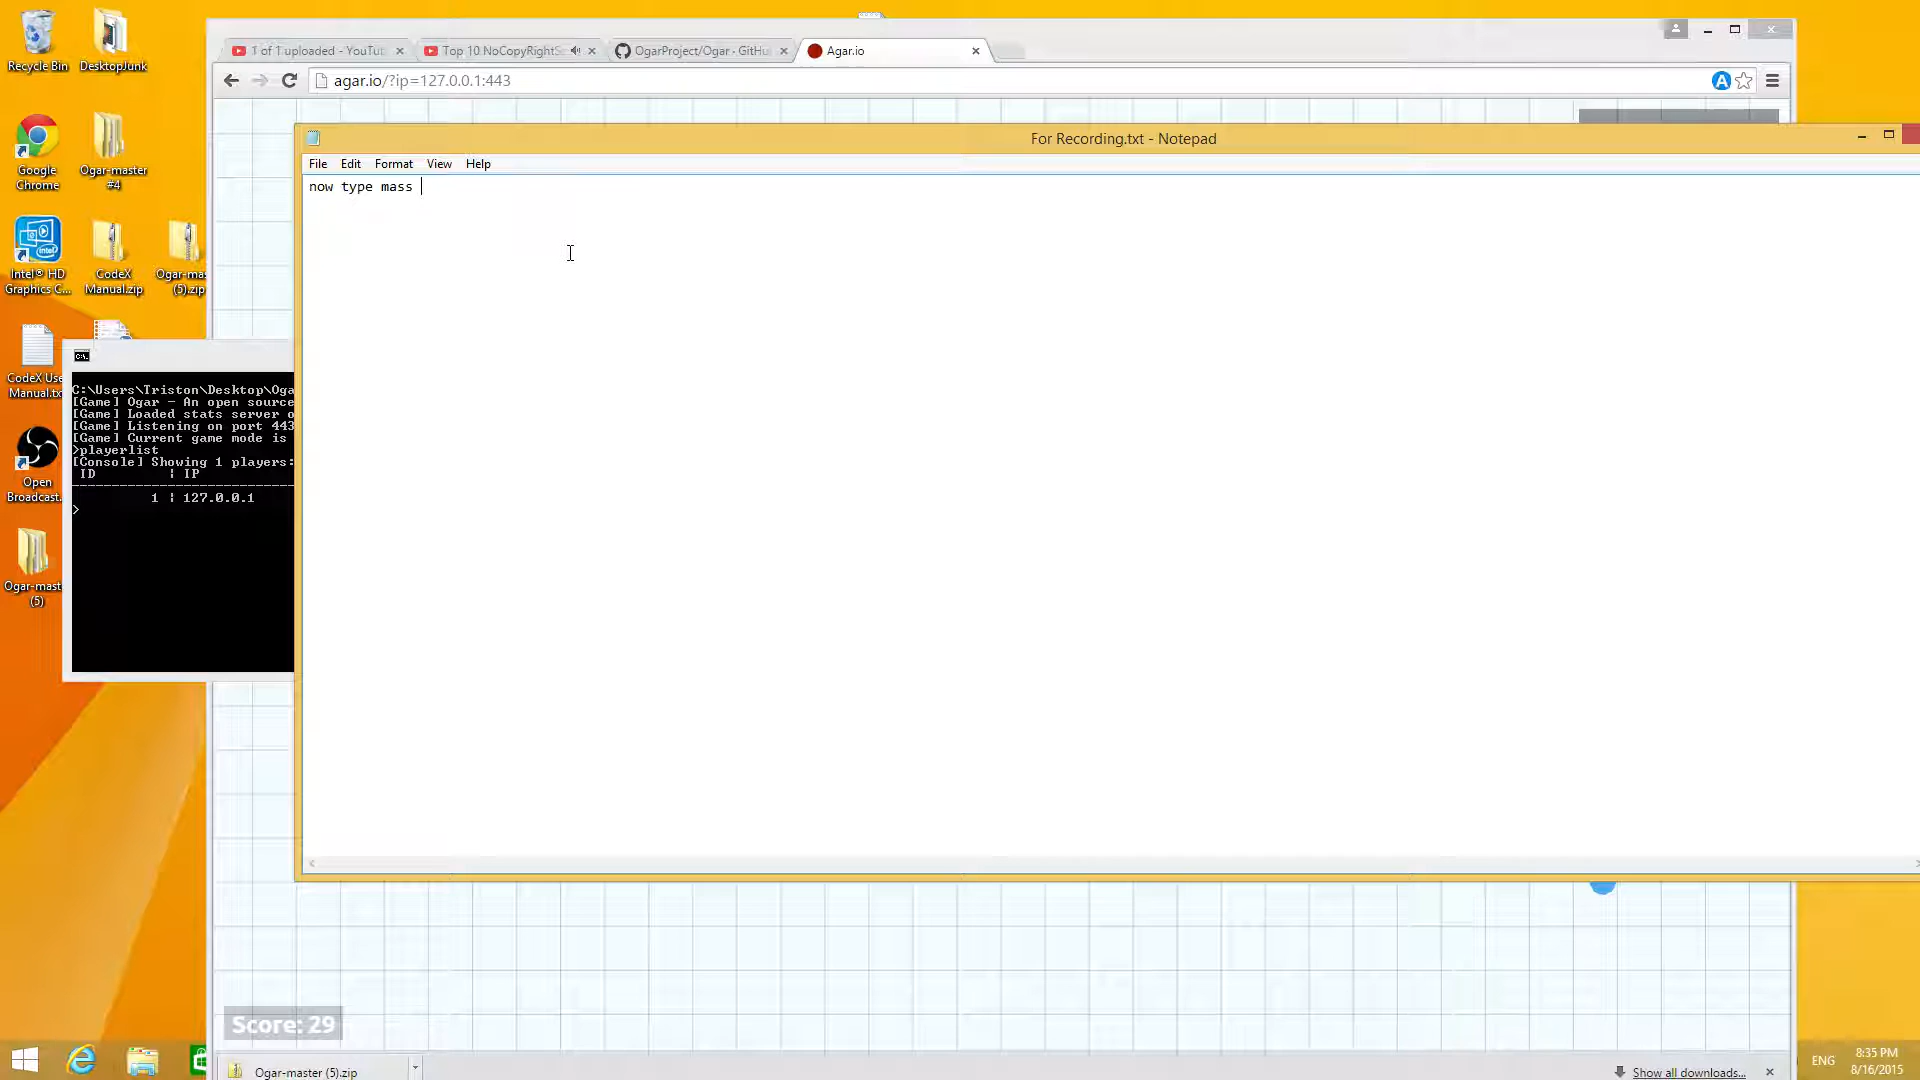 Recycle Bin
DesktopJunk
Google
Chrome
Ogar-master
#4
Intel® HD
Graphics C...
CodeX
Manual.zip
Ogar-mas
(5).zip
CodeX Use
Manual.tx
Open
Broadcast.
Ogar-mast
(5)
1 of 1 uploaded - YouTu
Top 10 NoCopyRightS
OgarProject/Ogar - GitHu
Agar.io
agar.io/?ip=127.0.0.1:443
For Recording.txt - Notepad
File Edit Format View Help
now type mass
C:\Users\Triston\Desktop\Oga
[Game] Ogar - An open source
[Game] Loaded stats server o
[Game] Listening on port 443
[Game] Current game mode is
>playerlist
[Console] Showing 1 players:
ID | IP
1 | 127.0.0.1
>
Score: 29
Ogar-master (5).zip
Show all downloads...
ENG
8:35 PM
8/16/2015